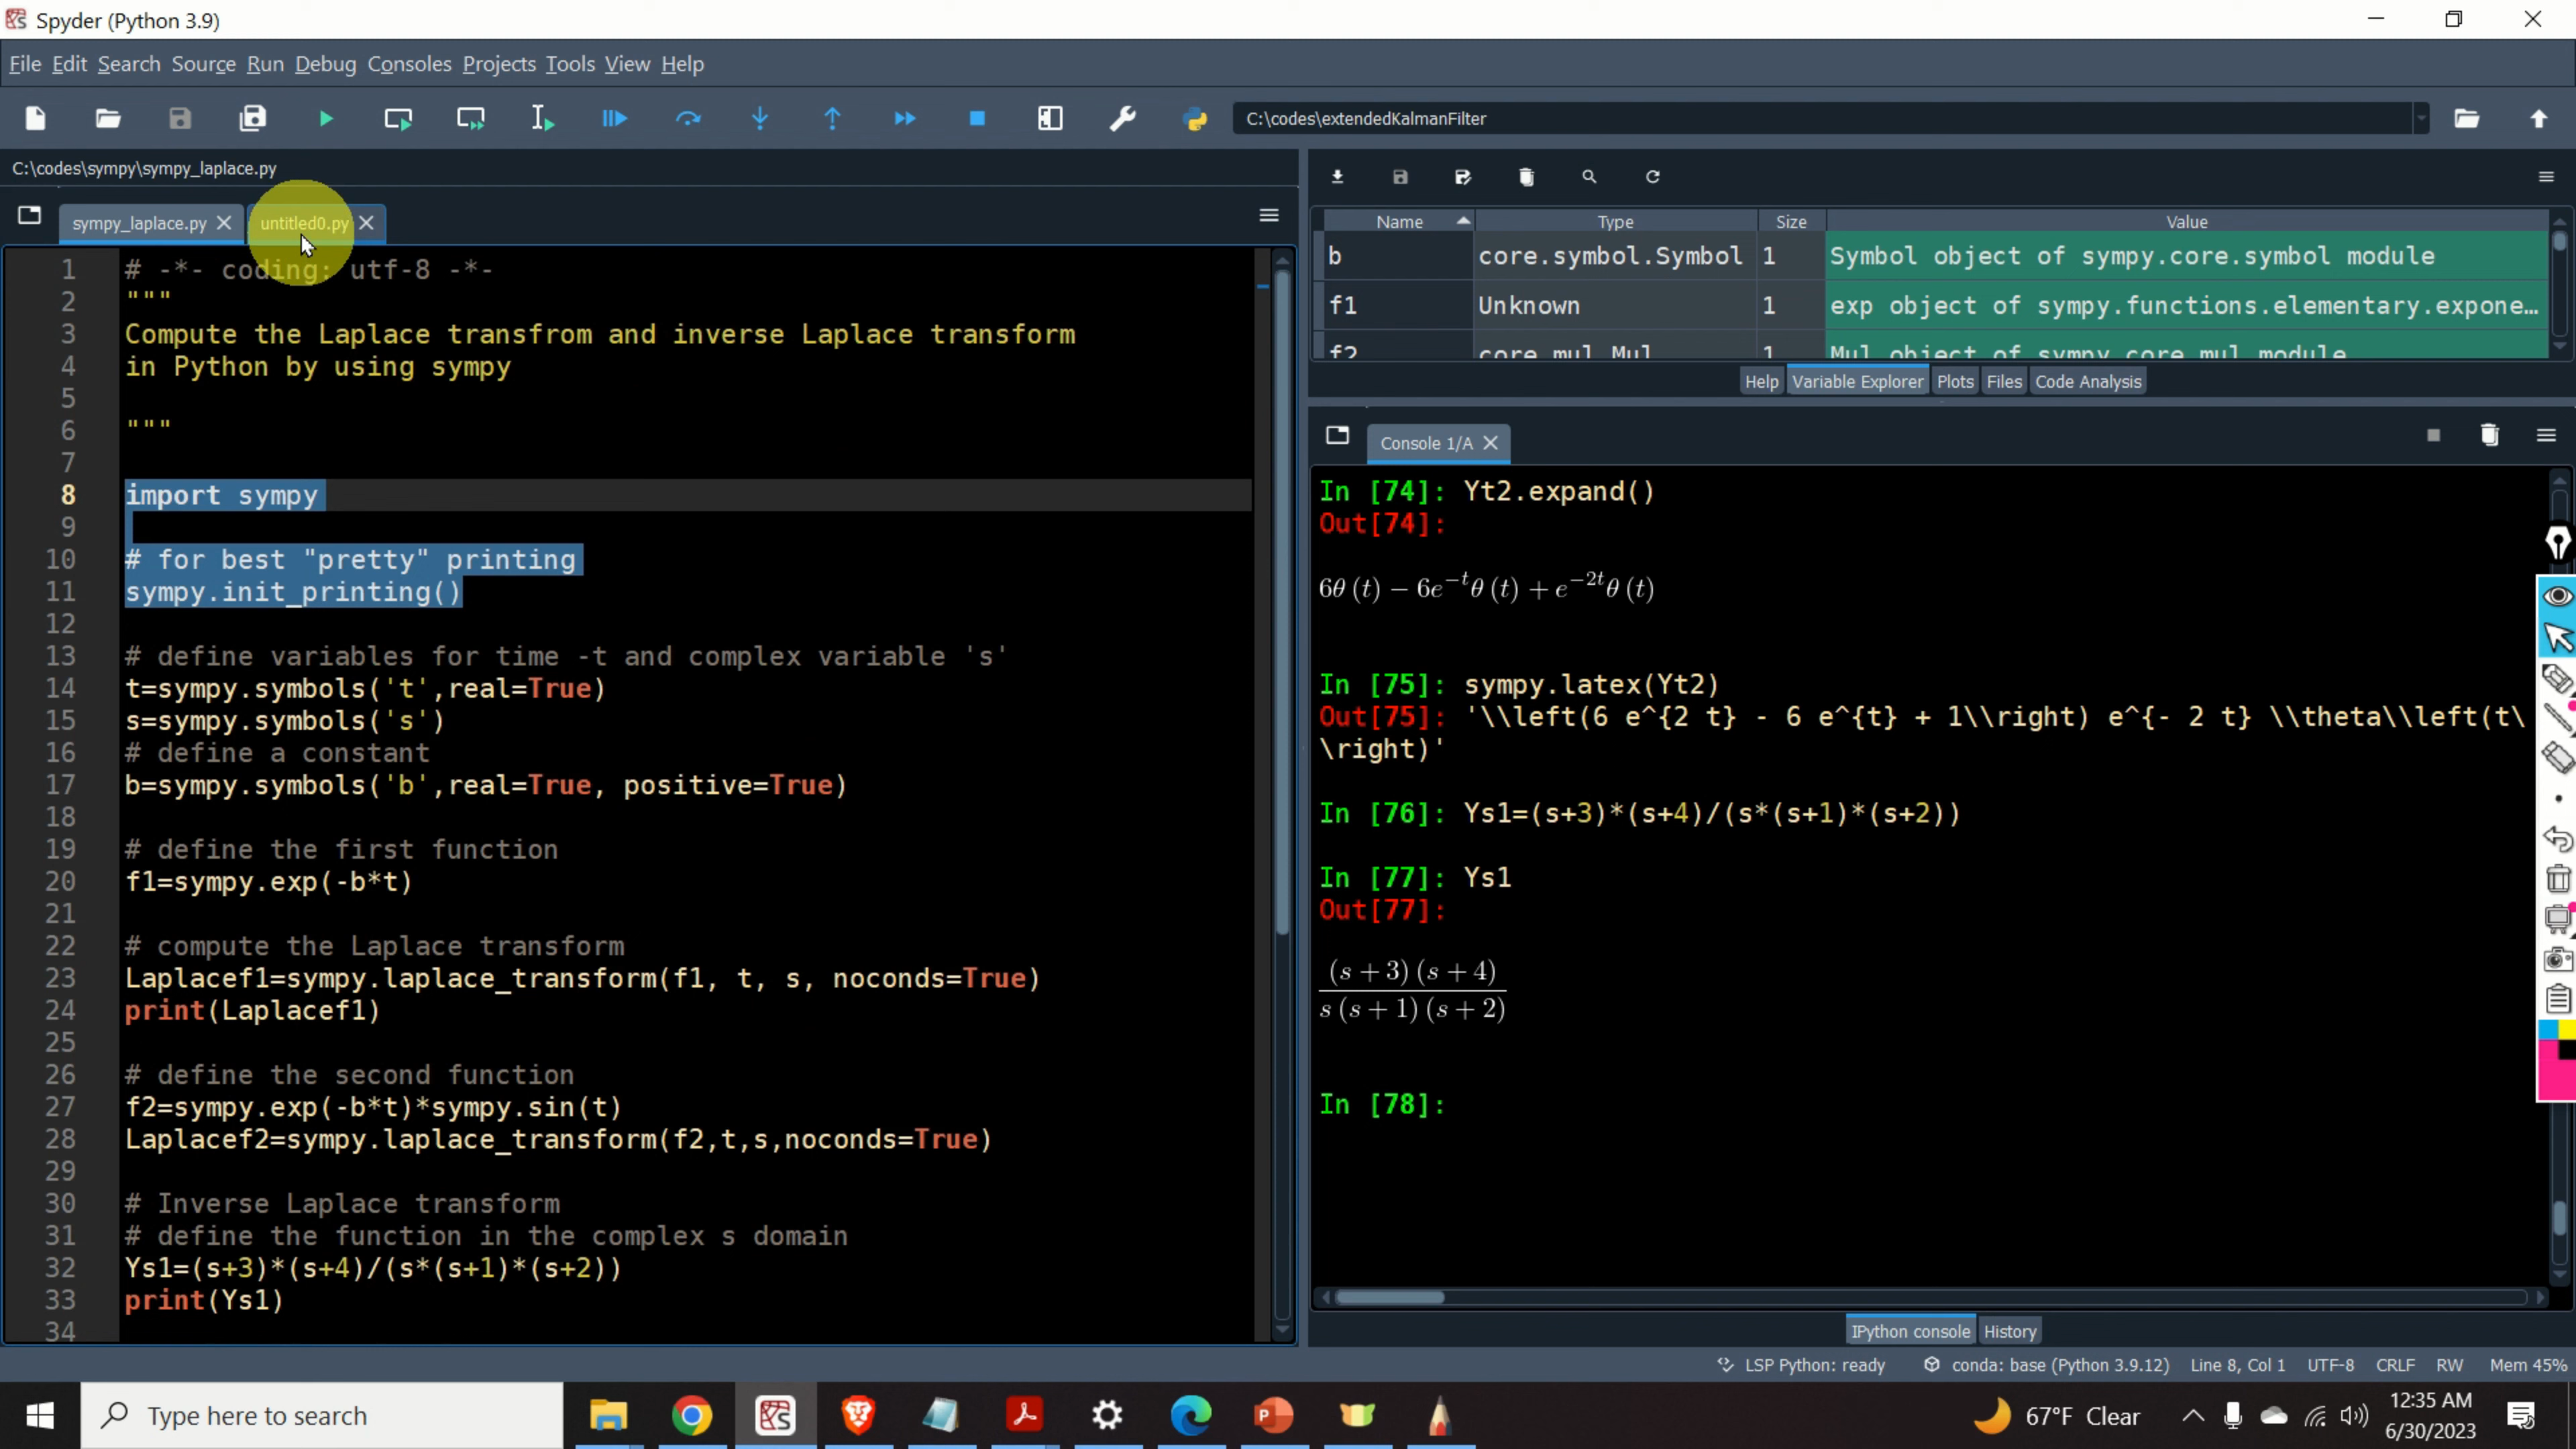 Spyder (Python 3.9)
File Edit Search Source Run Debug Consoles Projects Tools View Help
C:\codes\extendedKalmanFilter
C:\codes\sympy\sympy_laplace.py
sympy_laplace.py
untitled0.py
1 # -*- coding: utf-8 -*-
2 """
3 Compute the Laplace transfrom and inverse Laplace transform
4 in Python by using sympy
5
6 """
7
8 import sympy
9
10 # for best "pretty" printing
11 sympy.init_printing()
12
13 # define variables for time -t and complex variable 's'
14 t=sympy.symbols('t',real=True)
15 s=sympy.symbols('s')
16 # define a constant
17 b=sympy.symbols('b',real=True, positive=True)
18
19 # define the first function
20 f1=sympy.exp(-b*t)
21
22 # compute the Laplace transform
23 Laplacef1=sympy.laplace_transform(f1, t, s, noconds=True)
24 print(Laplacef1)
25
26 # define the second function
27 f2=sympy.exp(-b*t)*sympy.sin(t)
28 Laplacef2=sympy.laplace_transform(f2,t,s,noconds=True)
29
30 # Inverse Laplace transform
31 # define the function in the complex s domain
32 Ys1=(s+3)*(s+4)/(s*(s+1)*(s+2))
33 print(Ys1)
34
Name Type Size Value
b core.symbol.Symbol 1 Symbol object of sympy.core.symbol module
f1 Unknown 1 exp object of sympy.functions.elementary.expone…
f2 core.mul.Mul 1 Mul object of sympy.core.mul module
Help Variable Explorer Plots Files Code Analysis
Console 1/A
In [74]: Yt2.expand()
Out[74]:
6θ (t) − 6e^{−t}θ (t) + e^{−2t}θ (t)
In [75]: sympy.latex(Yt2)
Out[75]: '\\left(6 e^{2 t} - 6 e^{t} + 1\\right) e^{- 2 t} \\theta\\left(t\
\right)'
In [76]: Ys1=(s+3)*(s+4)/(s*(s+1)*(s+2))
In [77]: Ys1
Out[77]:
(s + 3) (s + 4)
s (s + 1) (s + 2)
In [78]:
IPython console History
LSP Python: ready conda: base (Python 3.9.12) Line 8, Col 1 UTF-8 CRLF RW Mem 45%
Type here to search
67°F Clear
12:35 AM
6/30/2023